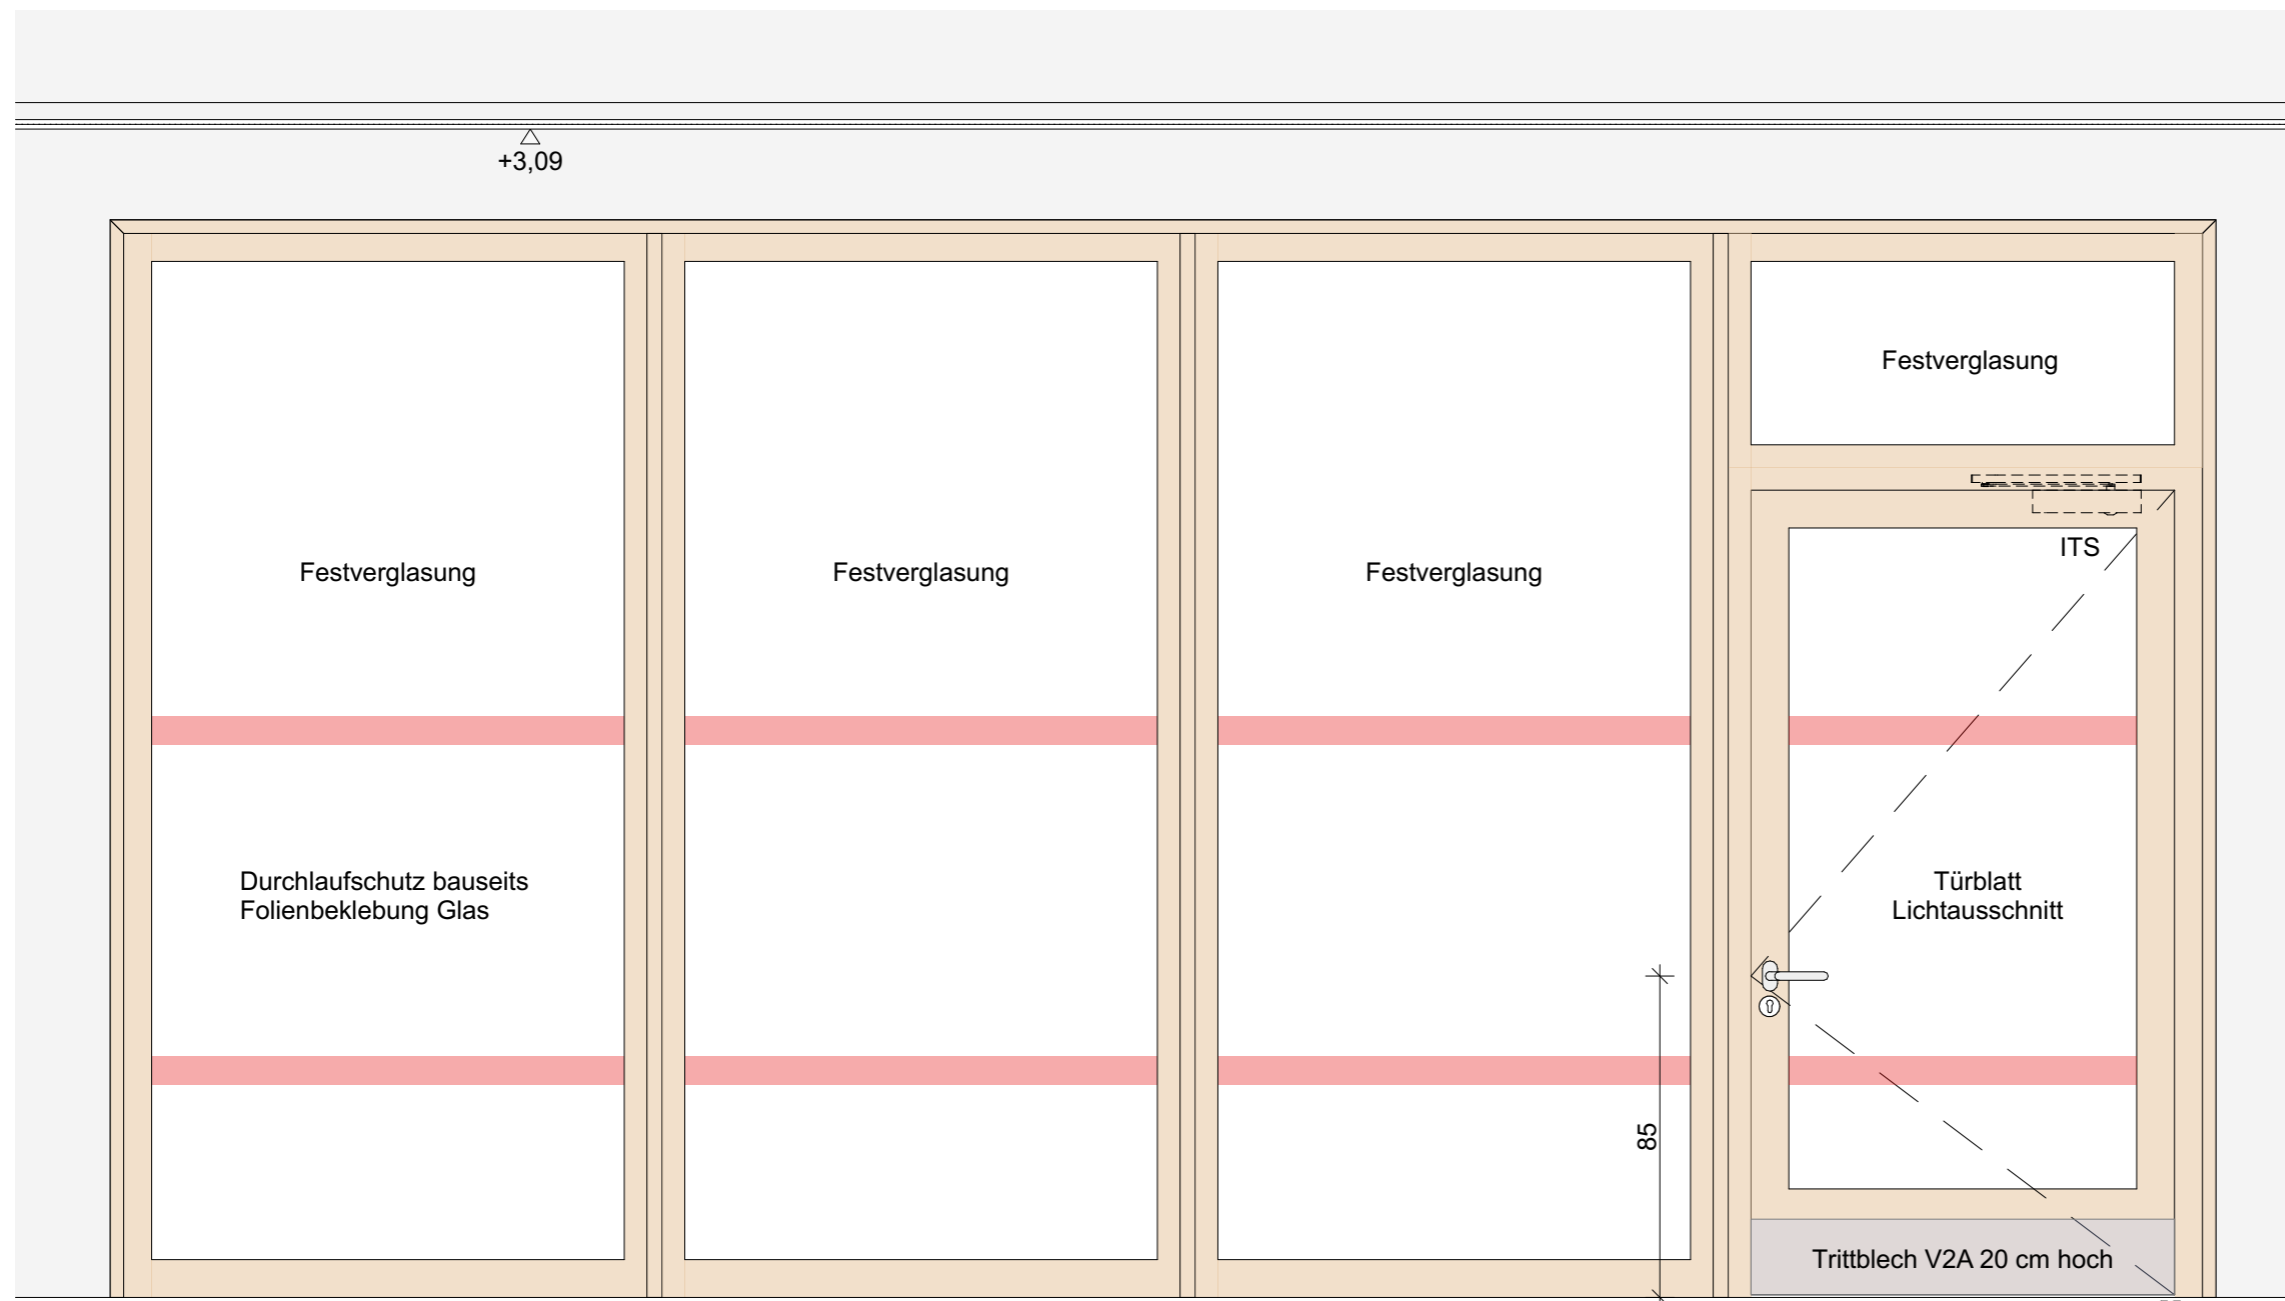 +3,09
Festverglasung
ITS
Festverglasung
Festverglasung
Festverglasung
Durchlaufschutz bauseits
Folienbeklebung Glas
Türblatt
Lichtausschnitt
85
Trittblech V2A 20 cm hoch